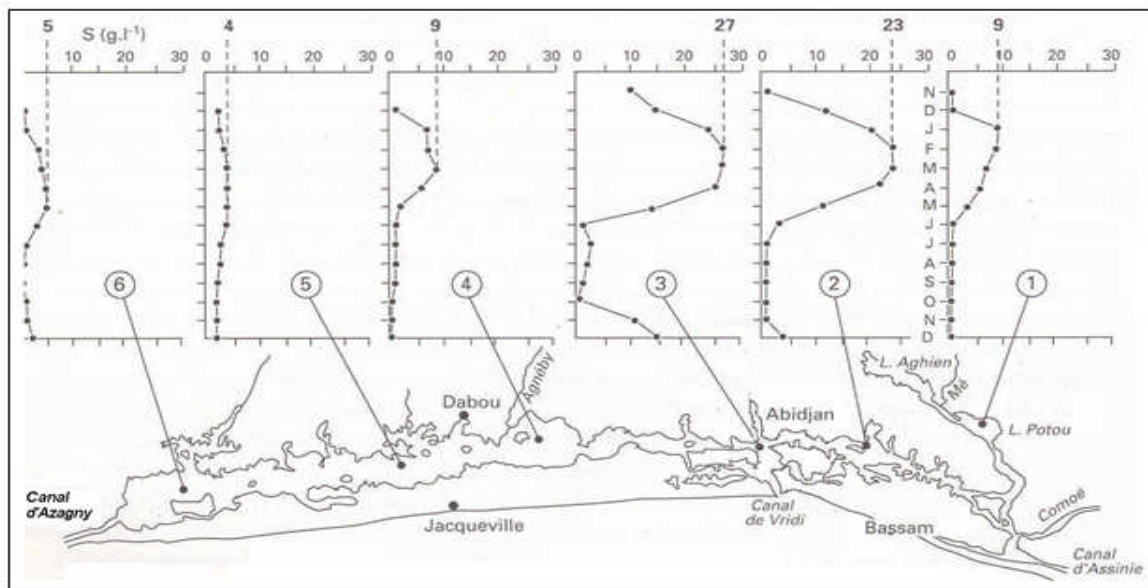 5 4 9 27 23 9
S (g.l⁻¹)
10 20 30 0 10 20 30 0 10 20 30 0 10 20 30 0 10 20 30 0 10 20 30
N
D
J
F
M
A
M
J
J
A
S
O
N
D
6 5 4 3 2 1
L. Aghien
Mé
Agnéby
Dabou
Abidjan
L. Potou
Canal
d'Azagny
Jacqueville
Canal
de Vridi
Bassam
Comoé
Canal
d'Assinie